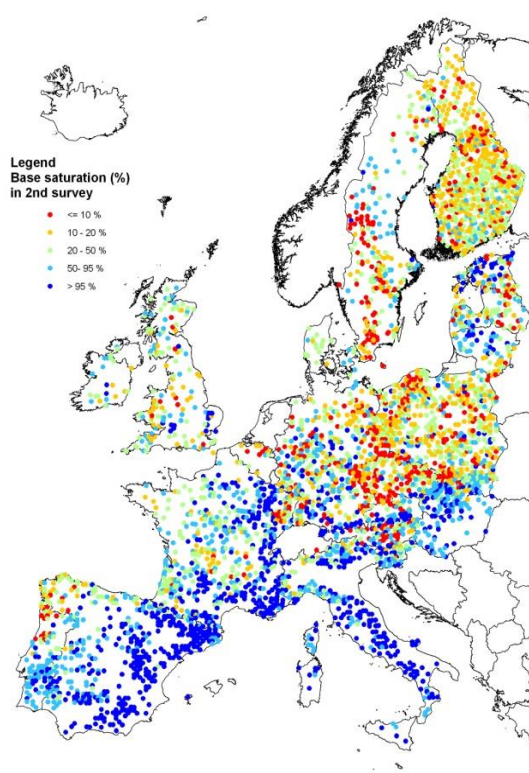 Legend
Base saturation (%)
in 2nd survey
<= 10 %
10 - 20 %
20 - 50 %
50- 95 %
> 95 %